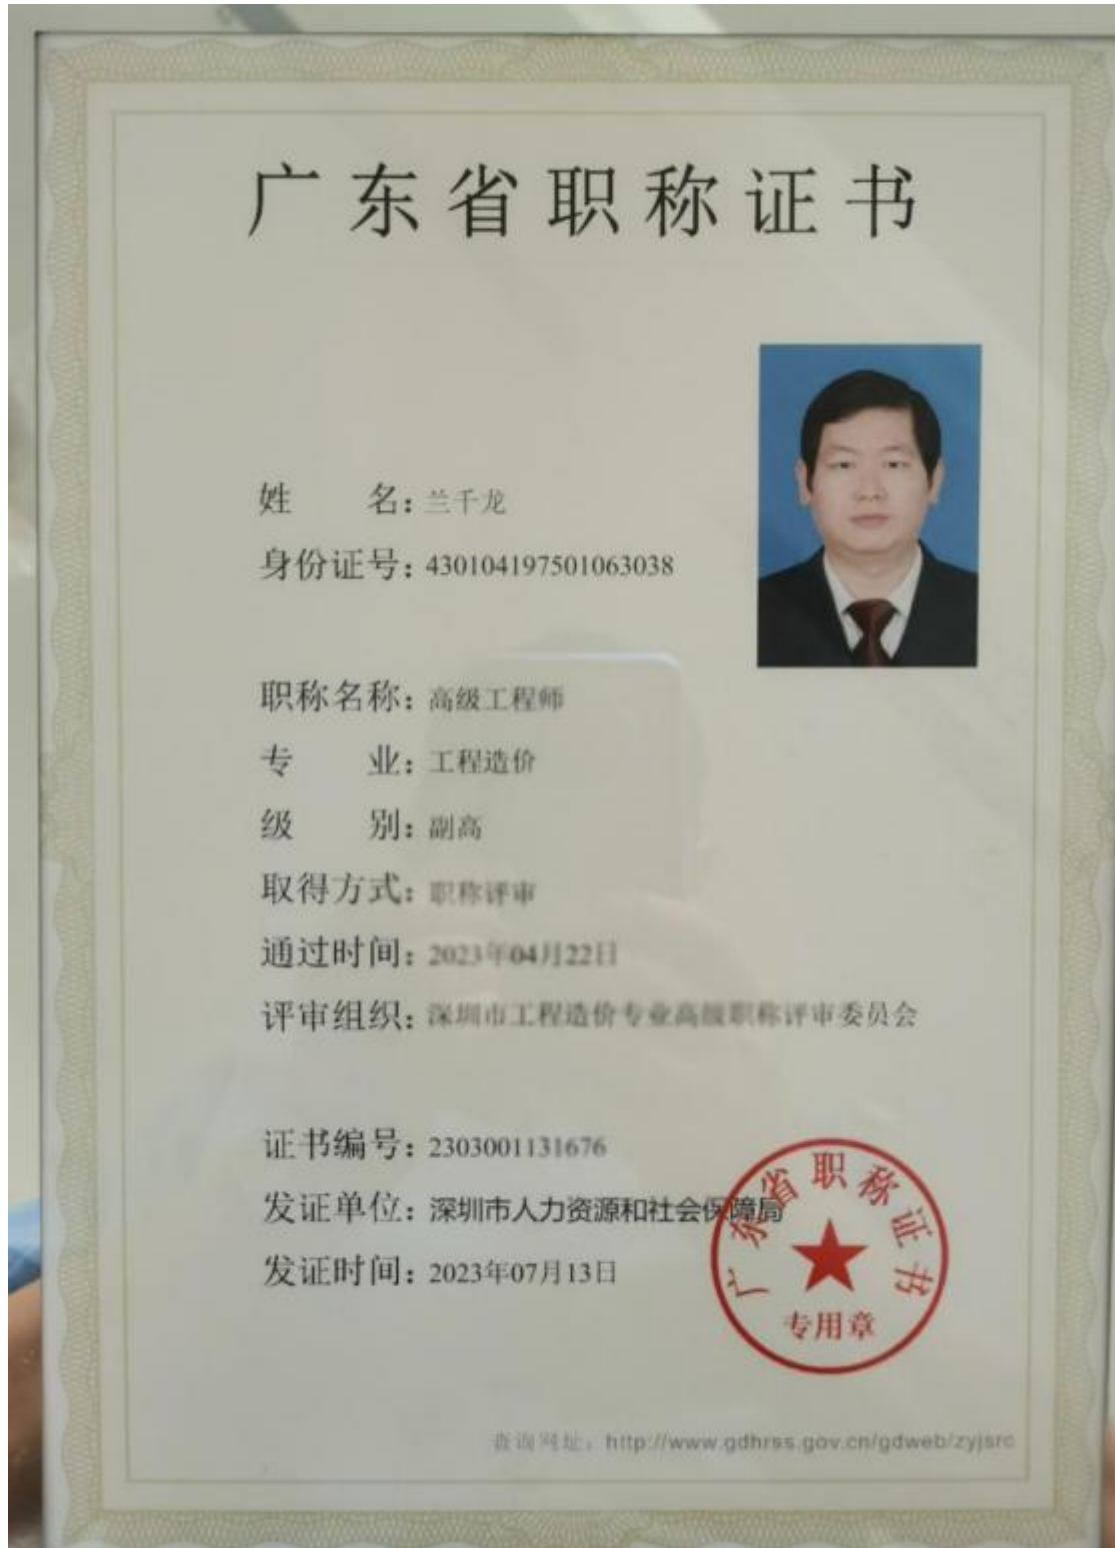 广东省职称证书
姓名：兰千龙
身份证号：430104197501063038
职称名称：高级工程师
专业：工程造价
级别：副高
取得方式：职称评审
通过时间：2023年04月22日
评审组织：深圳市工程造价专业高级职称评审委员会
证书编号：2303001131676
发证单位：深圳市人力资源和社会保障局
发证时间：2023年07月13日
广东省职称证书
专用章
查询网址：http://www.gdhrss.gov.cn/gdweb/zyjsrc